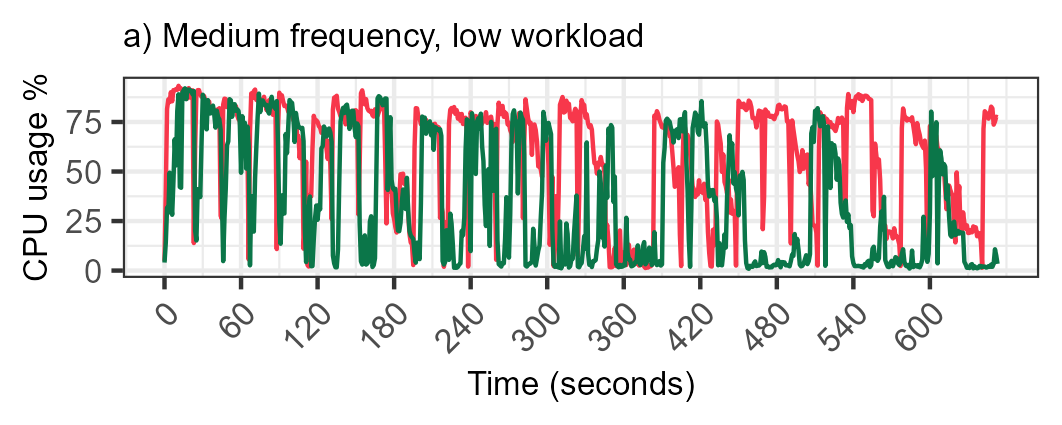 a) Medium frequency, low workload
CPU usage %
75
50
25
0
0 60 120 180 240 300 360 420 480 540 600
Time (seconds)